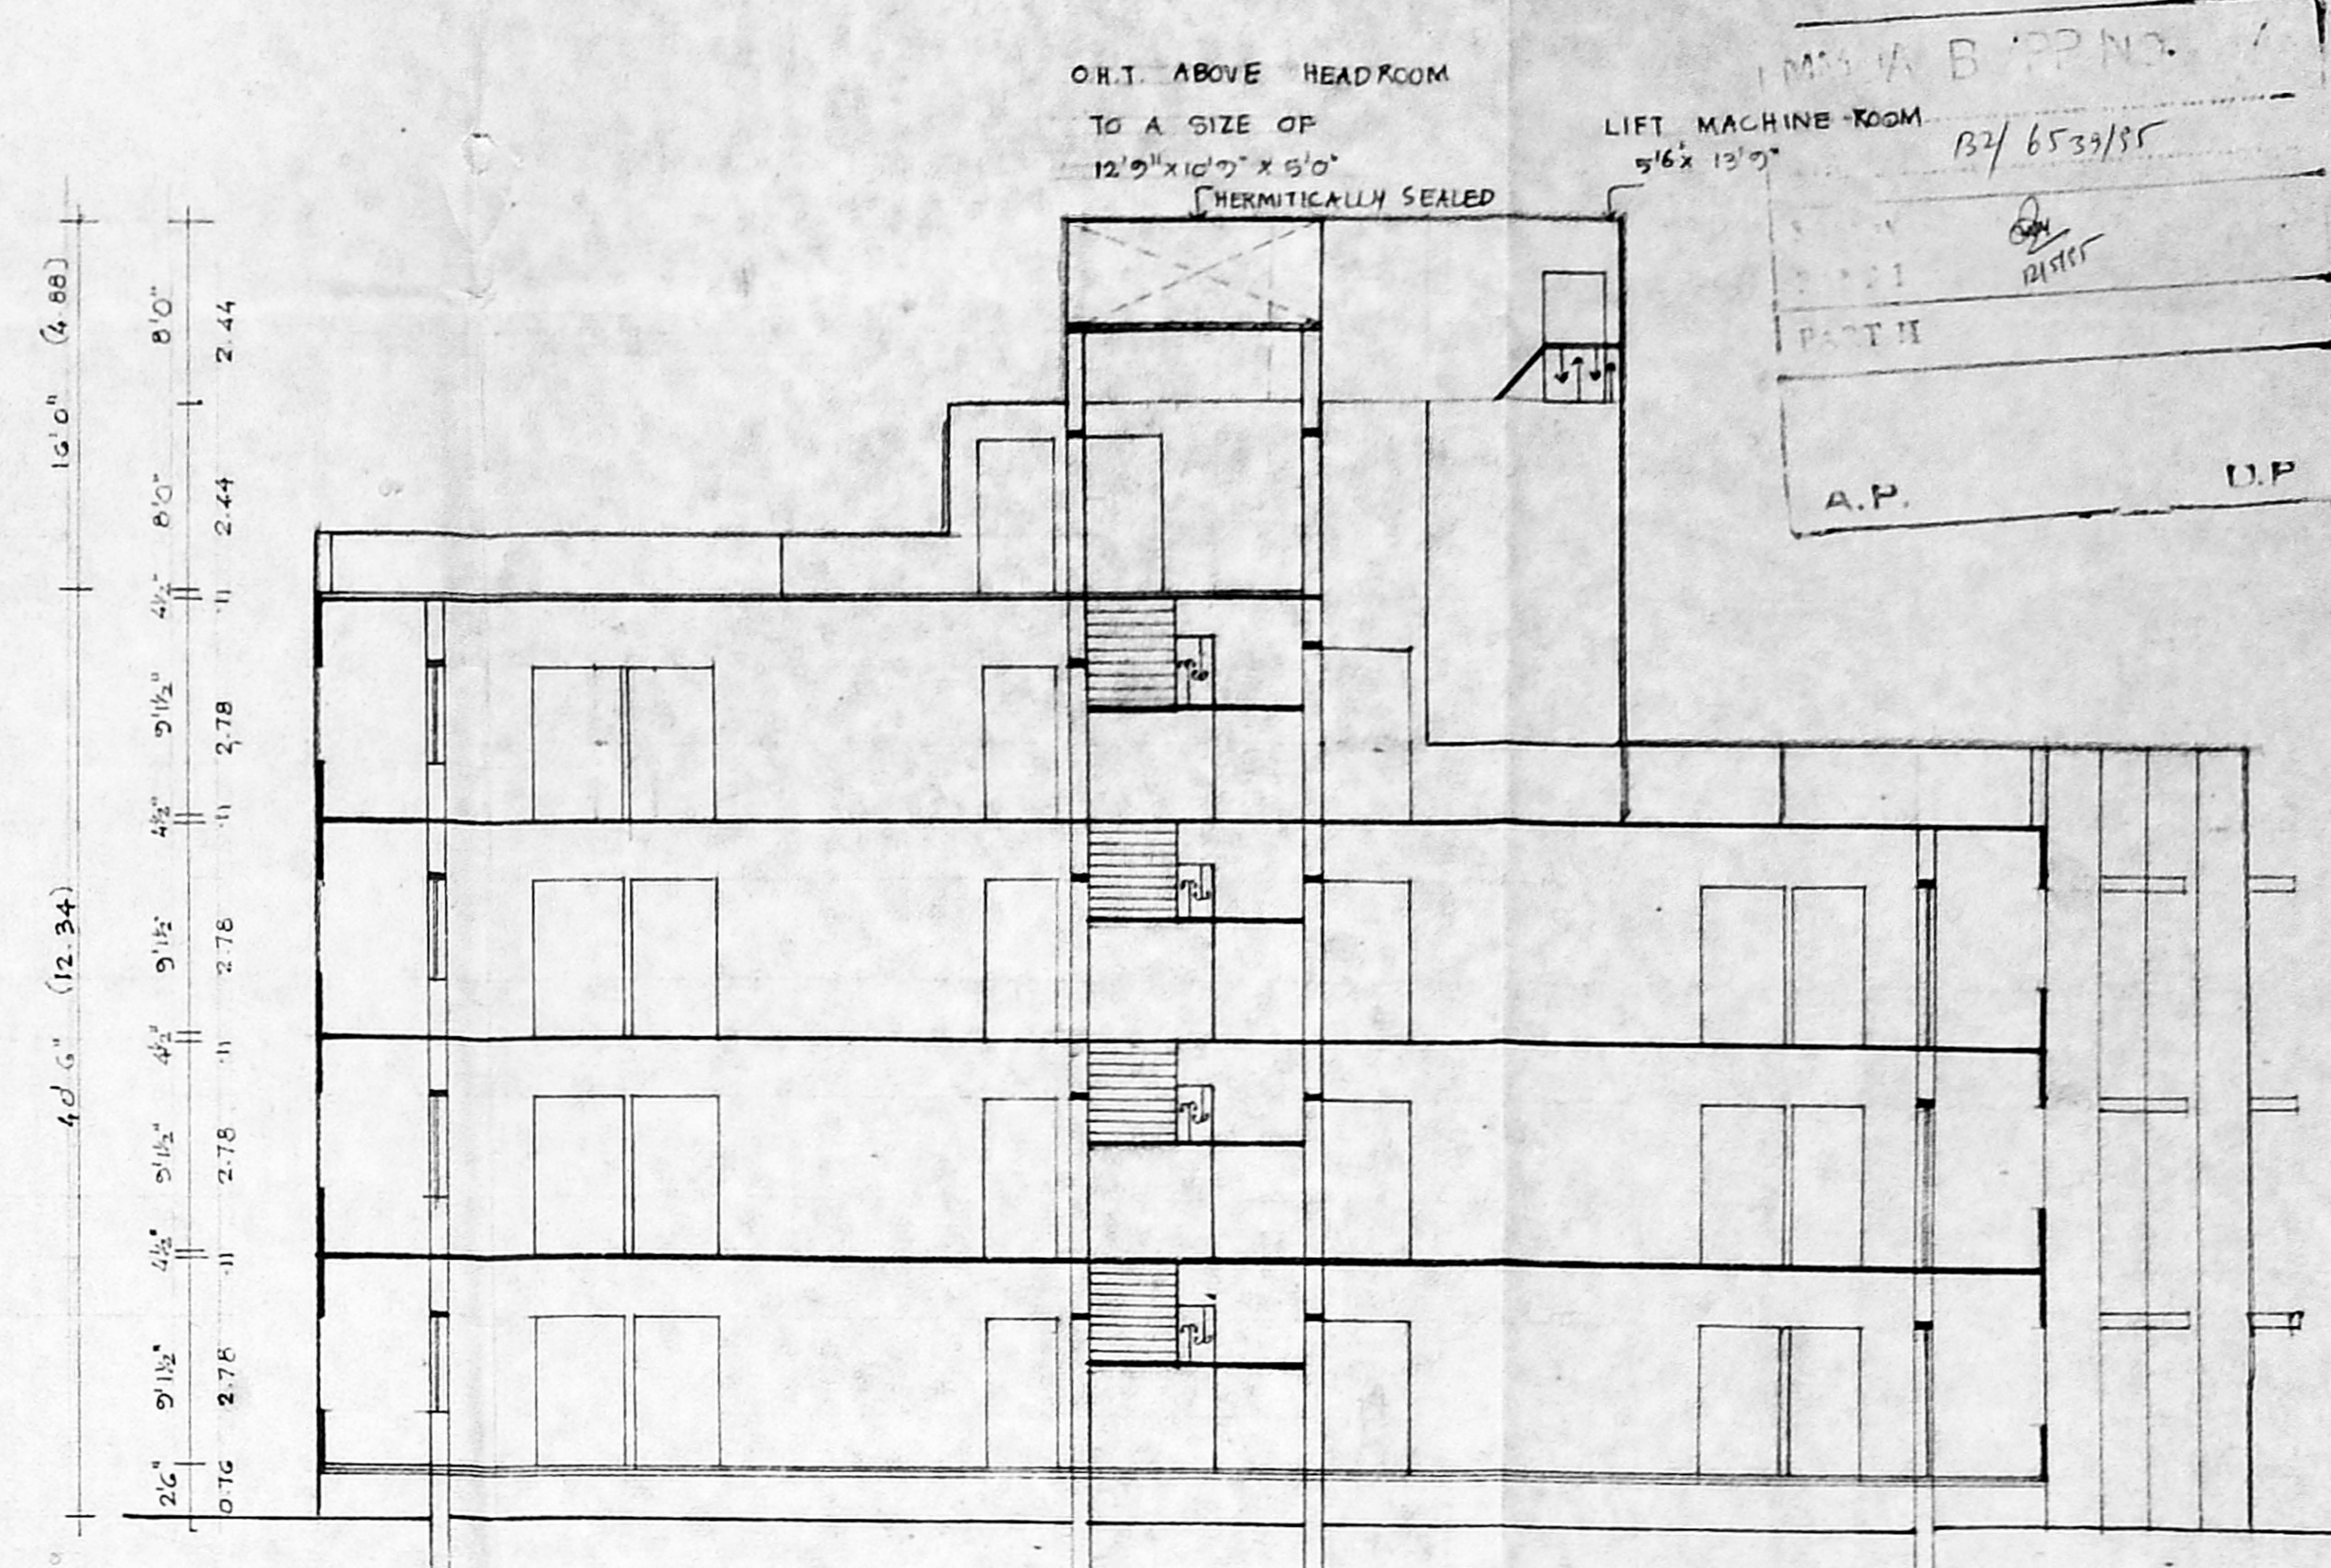 O.H.T. ABOVE HEADROOM
TO A SIZE OF
12'9"X10'9" X 5'0"
HERMITICALLY SEALED
LIFT MACHINE ROOM
5'6"X 13'9"
B2/ 6539/95
PART II
A.P.
D.P
16'0" (4.88)
8'0"
2.44
8'0"
2.44
4½"
.11
9'1½"
2.78
4½"
.11
40'6" (12.34)
9'1½"
2.78
4½"
.11
9'1½"
2.78
4½"
.11
9'1½"
2.78
2'6"
0.76